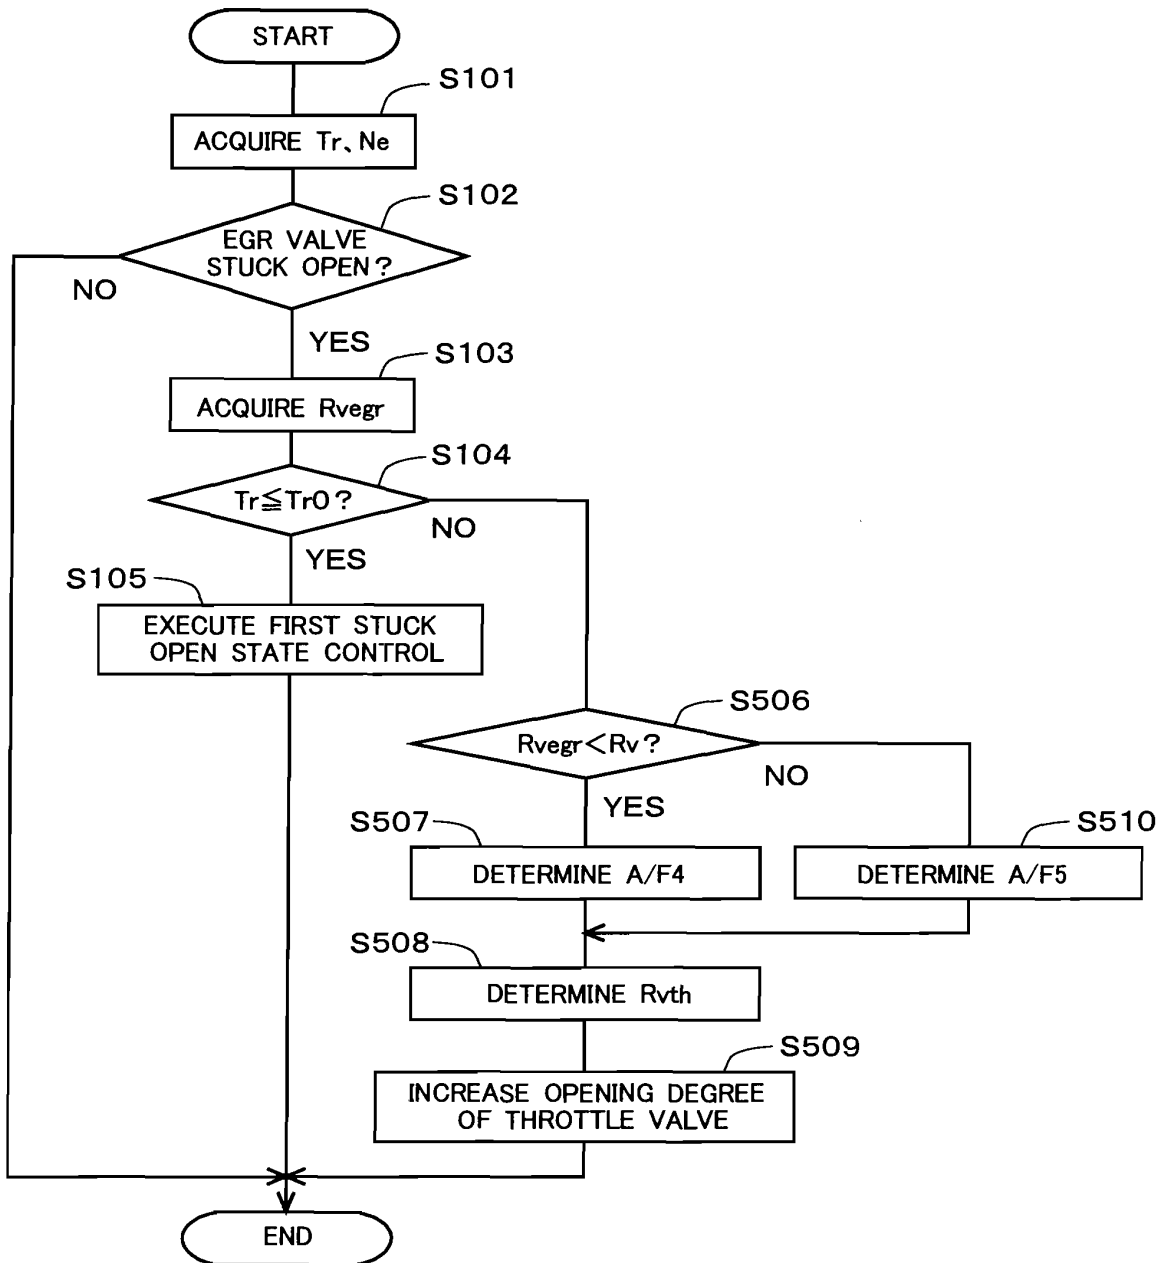 START
S101
ACQUIRE Tr、Ne
S102
EGR VALVE
STUCK OPEN?
NO
YES
S103
ACQUIRE Rvegr
S104
Tr≦Tr0?
NO
YES
S105
EXECUTE FIRST STUCK
OPEN STATE CONTROL
S506
Rvegr<Rv?
NO
YES
S507
DETERMINE A/F4
S510
DETERMINE A/F5
S508
DETERMINE Rvth
S509
INCREASE OPENING DEGREE
OF THROTTLE VALVE
END